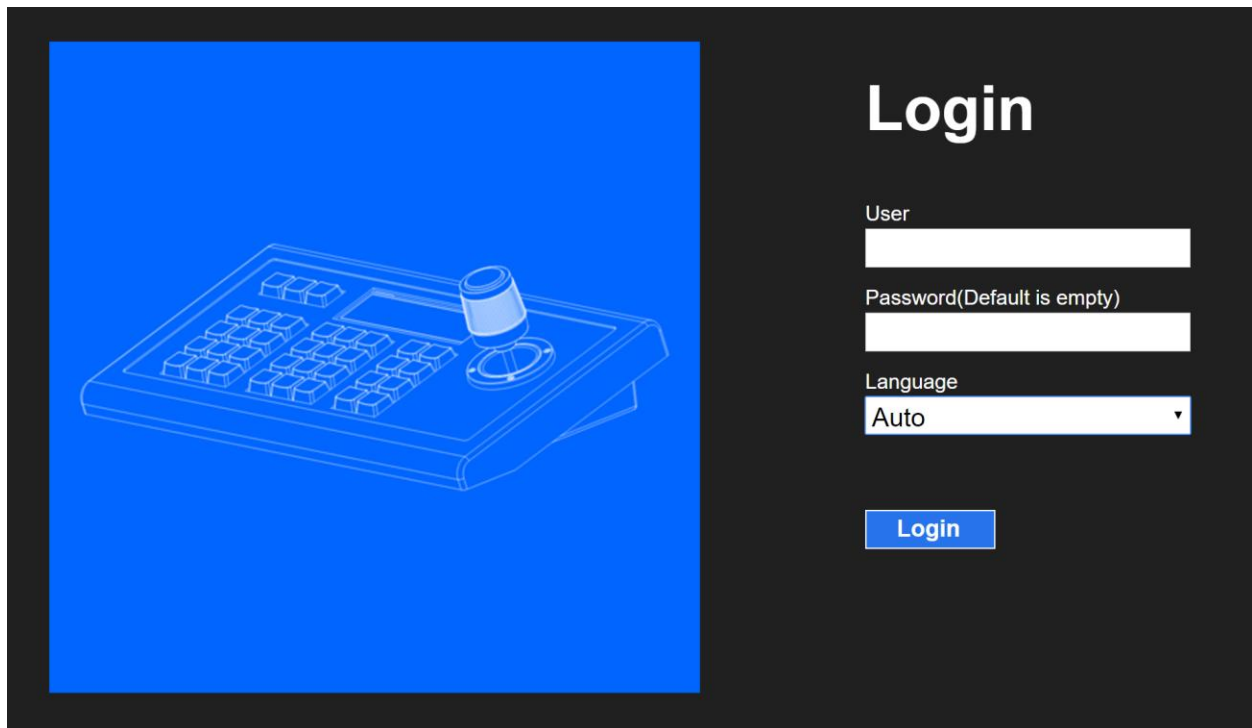 Login
User
Password(Default is empty)
Language
Auto
Login